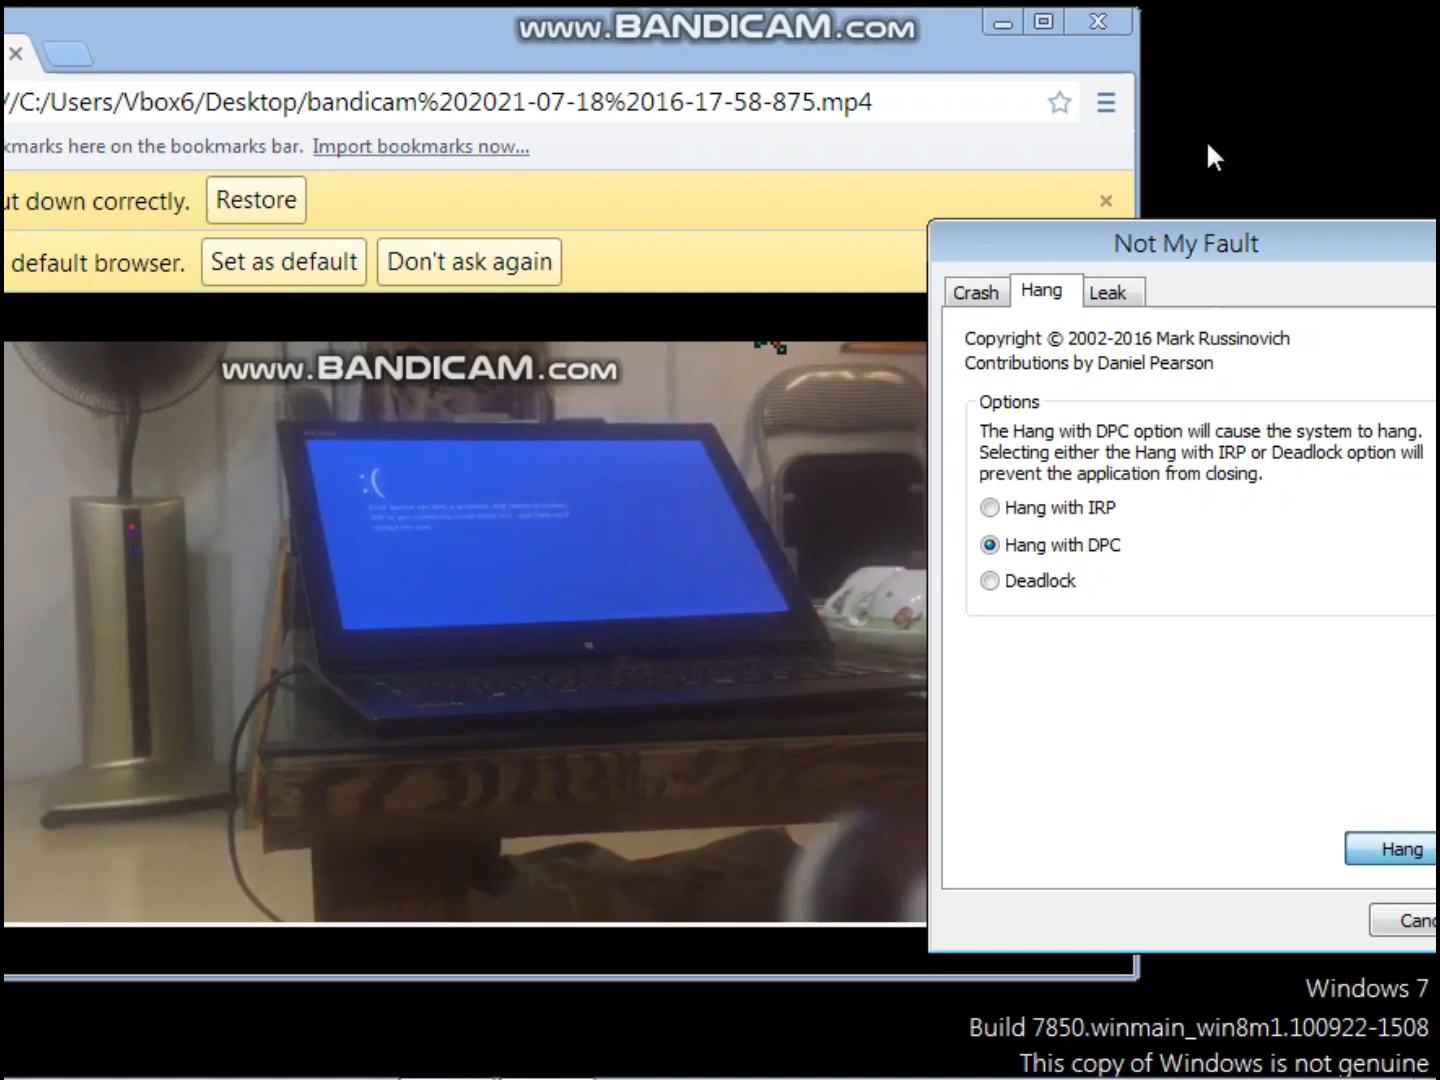 www.BANDICAM.com
//C:/Users/Vbox6/Desktop/bandicam%202021-07-18%2016-17-58-875.mp4
kmarks here on the bookmarks bar. Import bookmarks now...
ut down correctly. Restore
default browser. Set as default Don't ask again
Not My Fault
Crash Hang Leak
Copyright © 2002-2016 Mark Russinovich
Contributions by Daniel Pearson
Options
The Hang with DPC option will cause the system to hang.
Selecting either the Hang with IRP or Deadlock option will
prevent the application from closing.
Hang with IRP
Hang with DPC
Deadlock
Hang
Canc
www.BANDICAM.com
:(
Windows 7
Build 7850.winmain_win8m1.100922-1508
This copy of Windows is not genuine